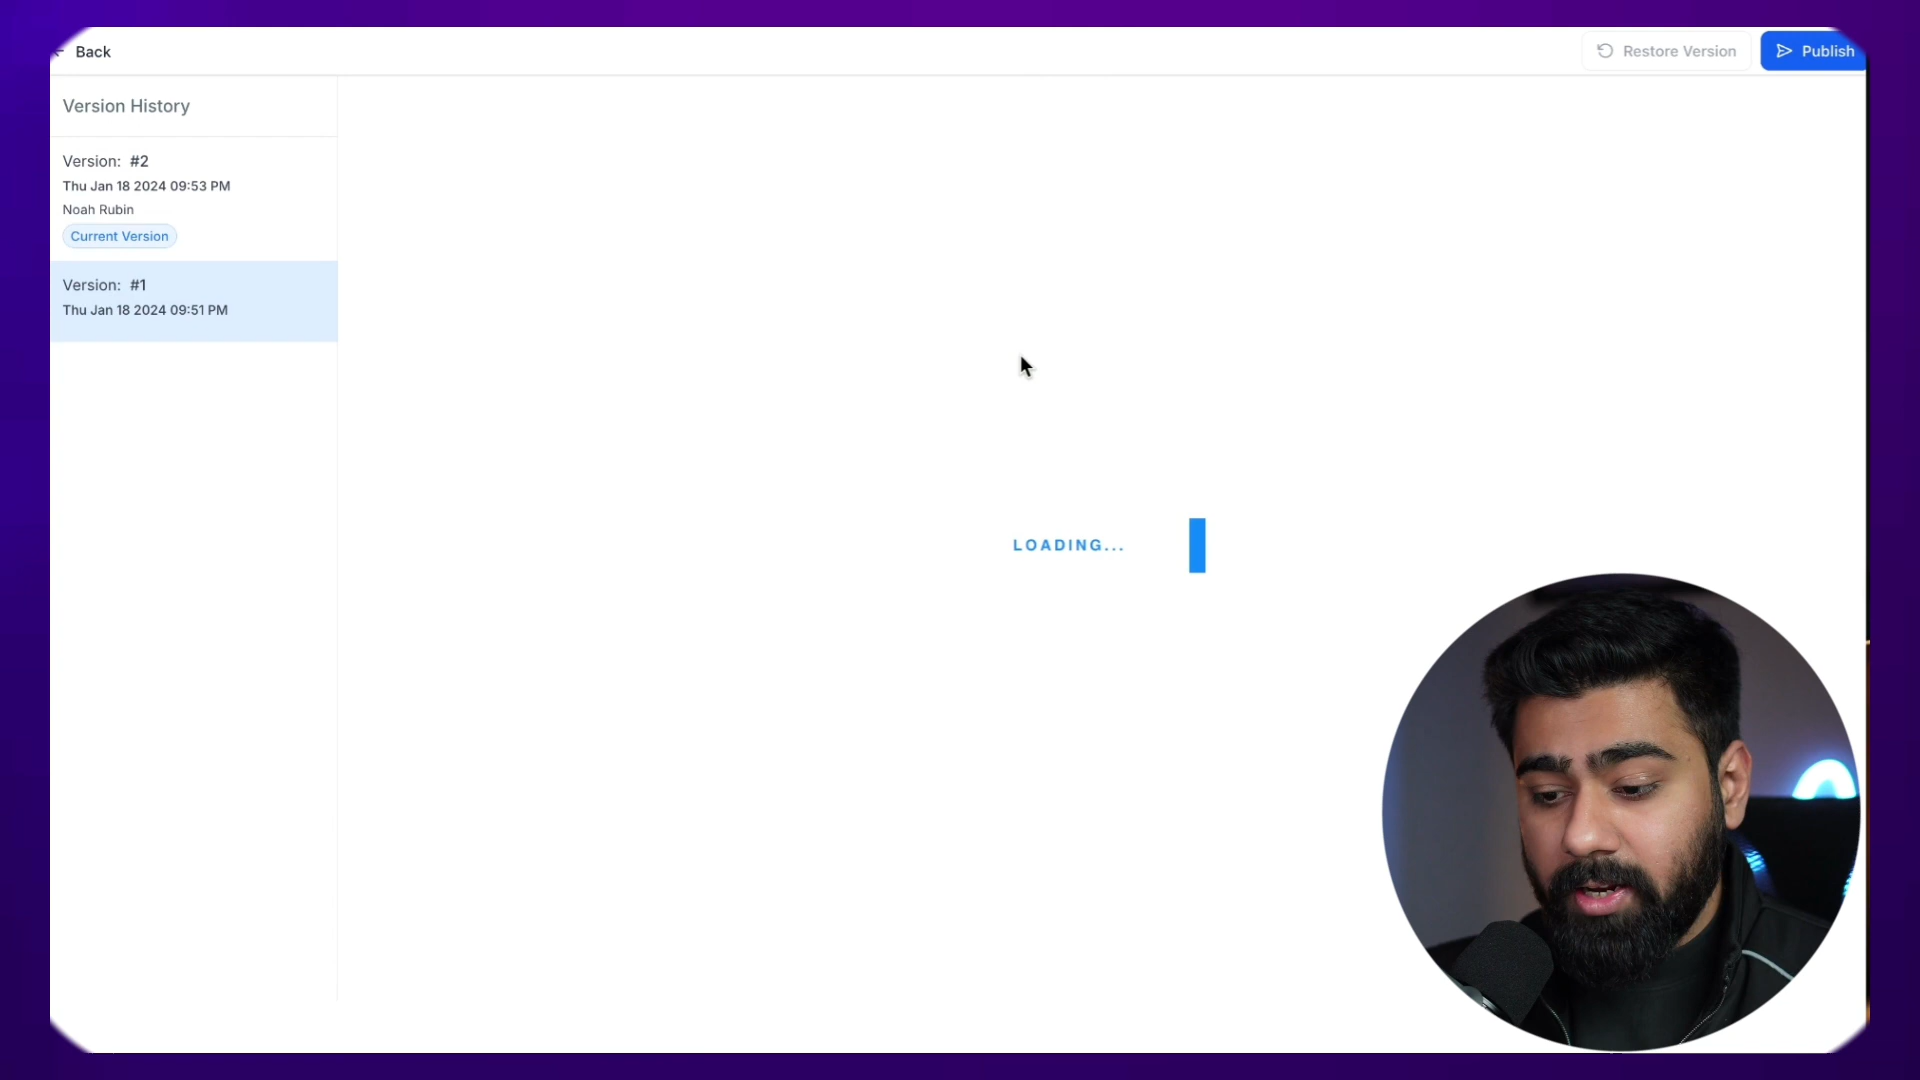 Back
Restore Version
Publish
Version History
Version: #2
Thu Jan 18 2024 09:53 PM
Noah Rubin
Current Version
Version: #1
Thu Jan 18 2024 09:51 PM
LOADING...